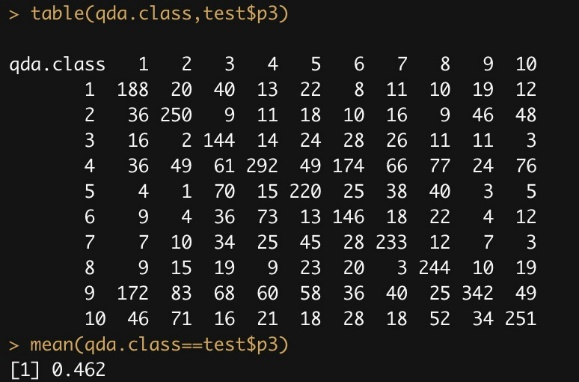 > table(qda.class,test$p3)
qda.class 1 2 3 4 5 6 7 8 9 10
1 188 20 40 13 22 8 11 10 19 12
2 36 250 9 11 18 10 16 9 46 48
3 16 2 144 14 24 28 26 11 11 3
4 36 49 61 292 49 174 66 77 24 76
5 4 1 70 15 220 25 38 40 3 5
6 9 4 36 73 13 146 18 22 4 12
7 7 10 34 25 45 28 233 12 7 3
8 9 15 19 9 23 20 3 244 10 19
9 172 83 68 60 58 36 40 25 342 49
10 46 71 16 21 18 28 18 52 34 251
> mean(qda.class==test$p3)
[1] 0.462